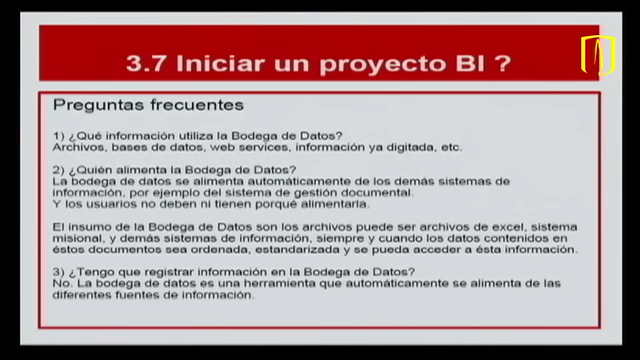 3.7 Iniciar un proyecto BI ?
Preguntas frecuentes
1) ¿Qué información utiliza la Bodega de Datos?
Archivos, bases de datos, web services, información ya digitada, etc.
2) ¿Quién alimenta la Bodega de Datos?
La bodega de datos se alimenta automáticamente de los demás sistemas de
información, por ejemplo del sistema de gestión documental.
Y los usuarios no deben ni tienen porqué alimentarla.
El insumo de la Bodega de Datos son los archivos puede ser archivos de excel, sistema
misional, y demás sistemas de información, siempre y cuando los datos contenidos en
éstos documentos sea ordenada, estandarizada y se pueda acceder a ésta información.
3) ¿Tengo que registrar información en la Bodega de Datos?
No. La bodega de datos es una herramienta que automáticamente se alimenta de las
diferentes fuentes de información.